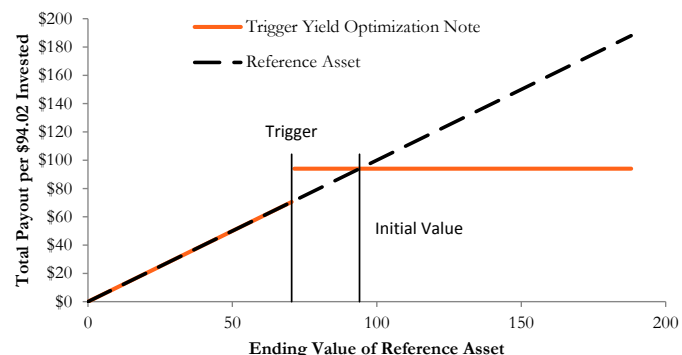 $200
$180
$160
$140
$120
$100
$80
$60
$40
$20
$0
Total Payout per $94.02 Invested
Trigger Yield Optimization Note
Reference Asset
Trigger
Initial Value
0
50
100
150
200
Ending Value of Reference Asset